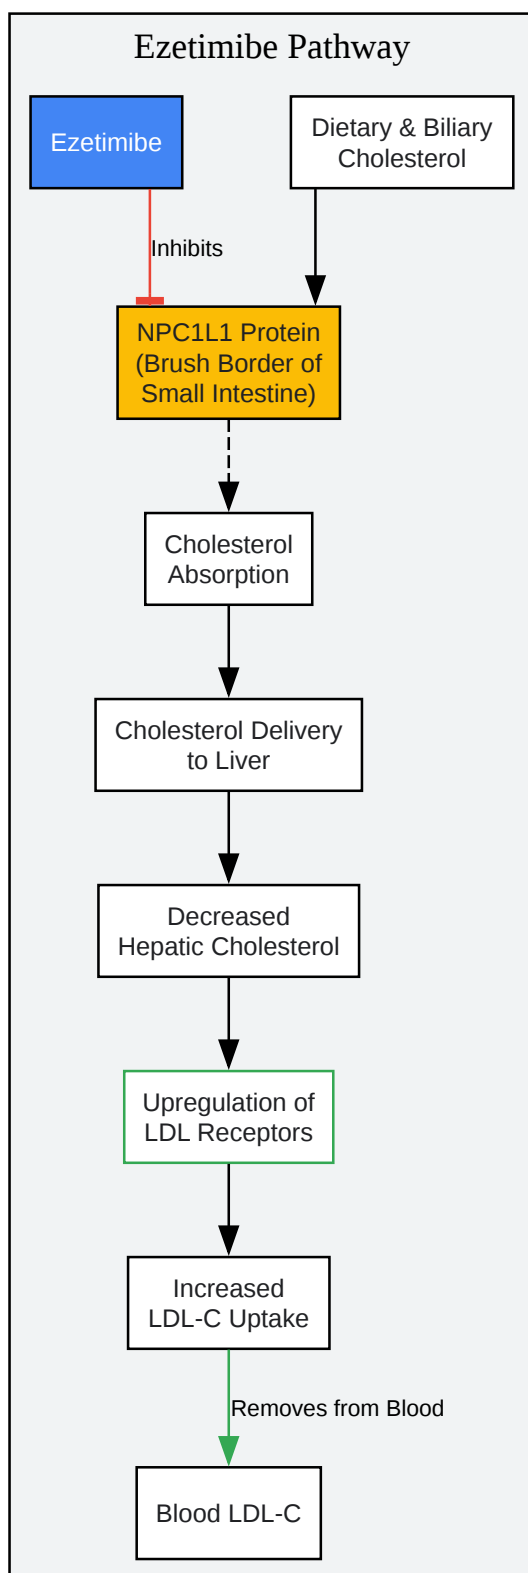 Ezetimibe Pathway
Ezetimibe
Dietary & Biliary
Cholesterol
Inhibits
NPC1L1 Protein
(Brush Border of
Small Intestine)
Cholesterol
Absorption
Cholesterol Delivery
to Liver
Decreased
Hepatic Cholesterol
Upregulation of
LDL Receptors
Increased
LDL-C Uptake
Removes from Blood
Blood LDL-C